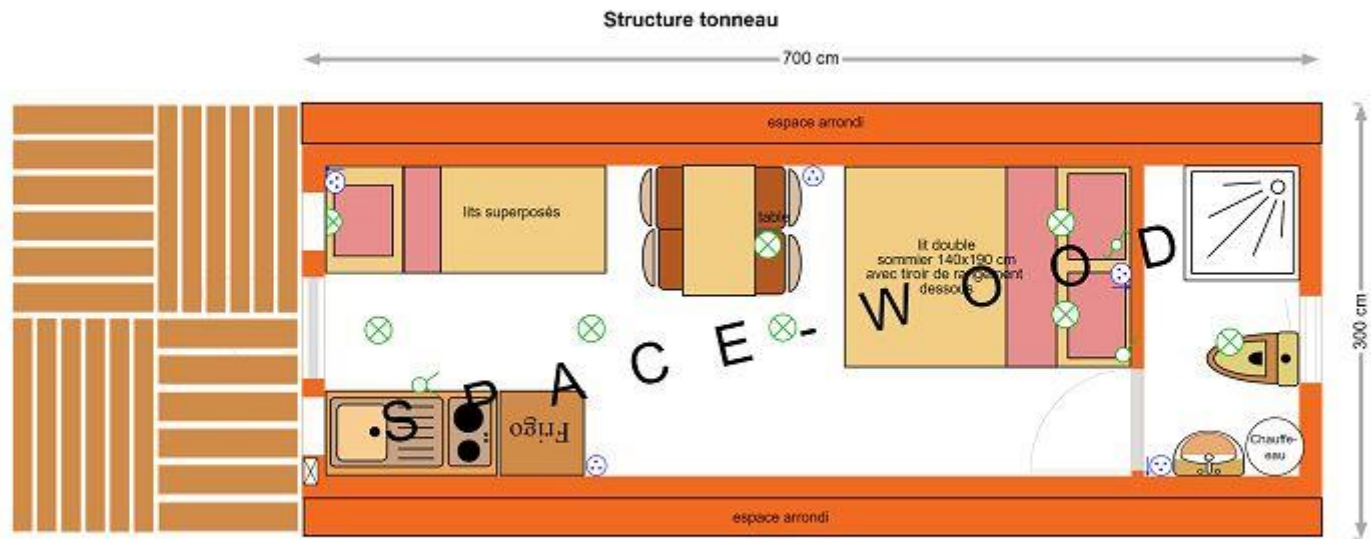 Structure tonneau
700 cm
espace arrondi
lits superposés
table
lit double
sommier 140x190 cm
avec tiroir de rangement
dessous
300 cm
SPACE-WOOD
Frigo
Chauffe-
eau
espace arrondi